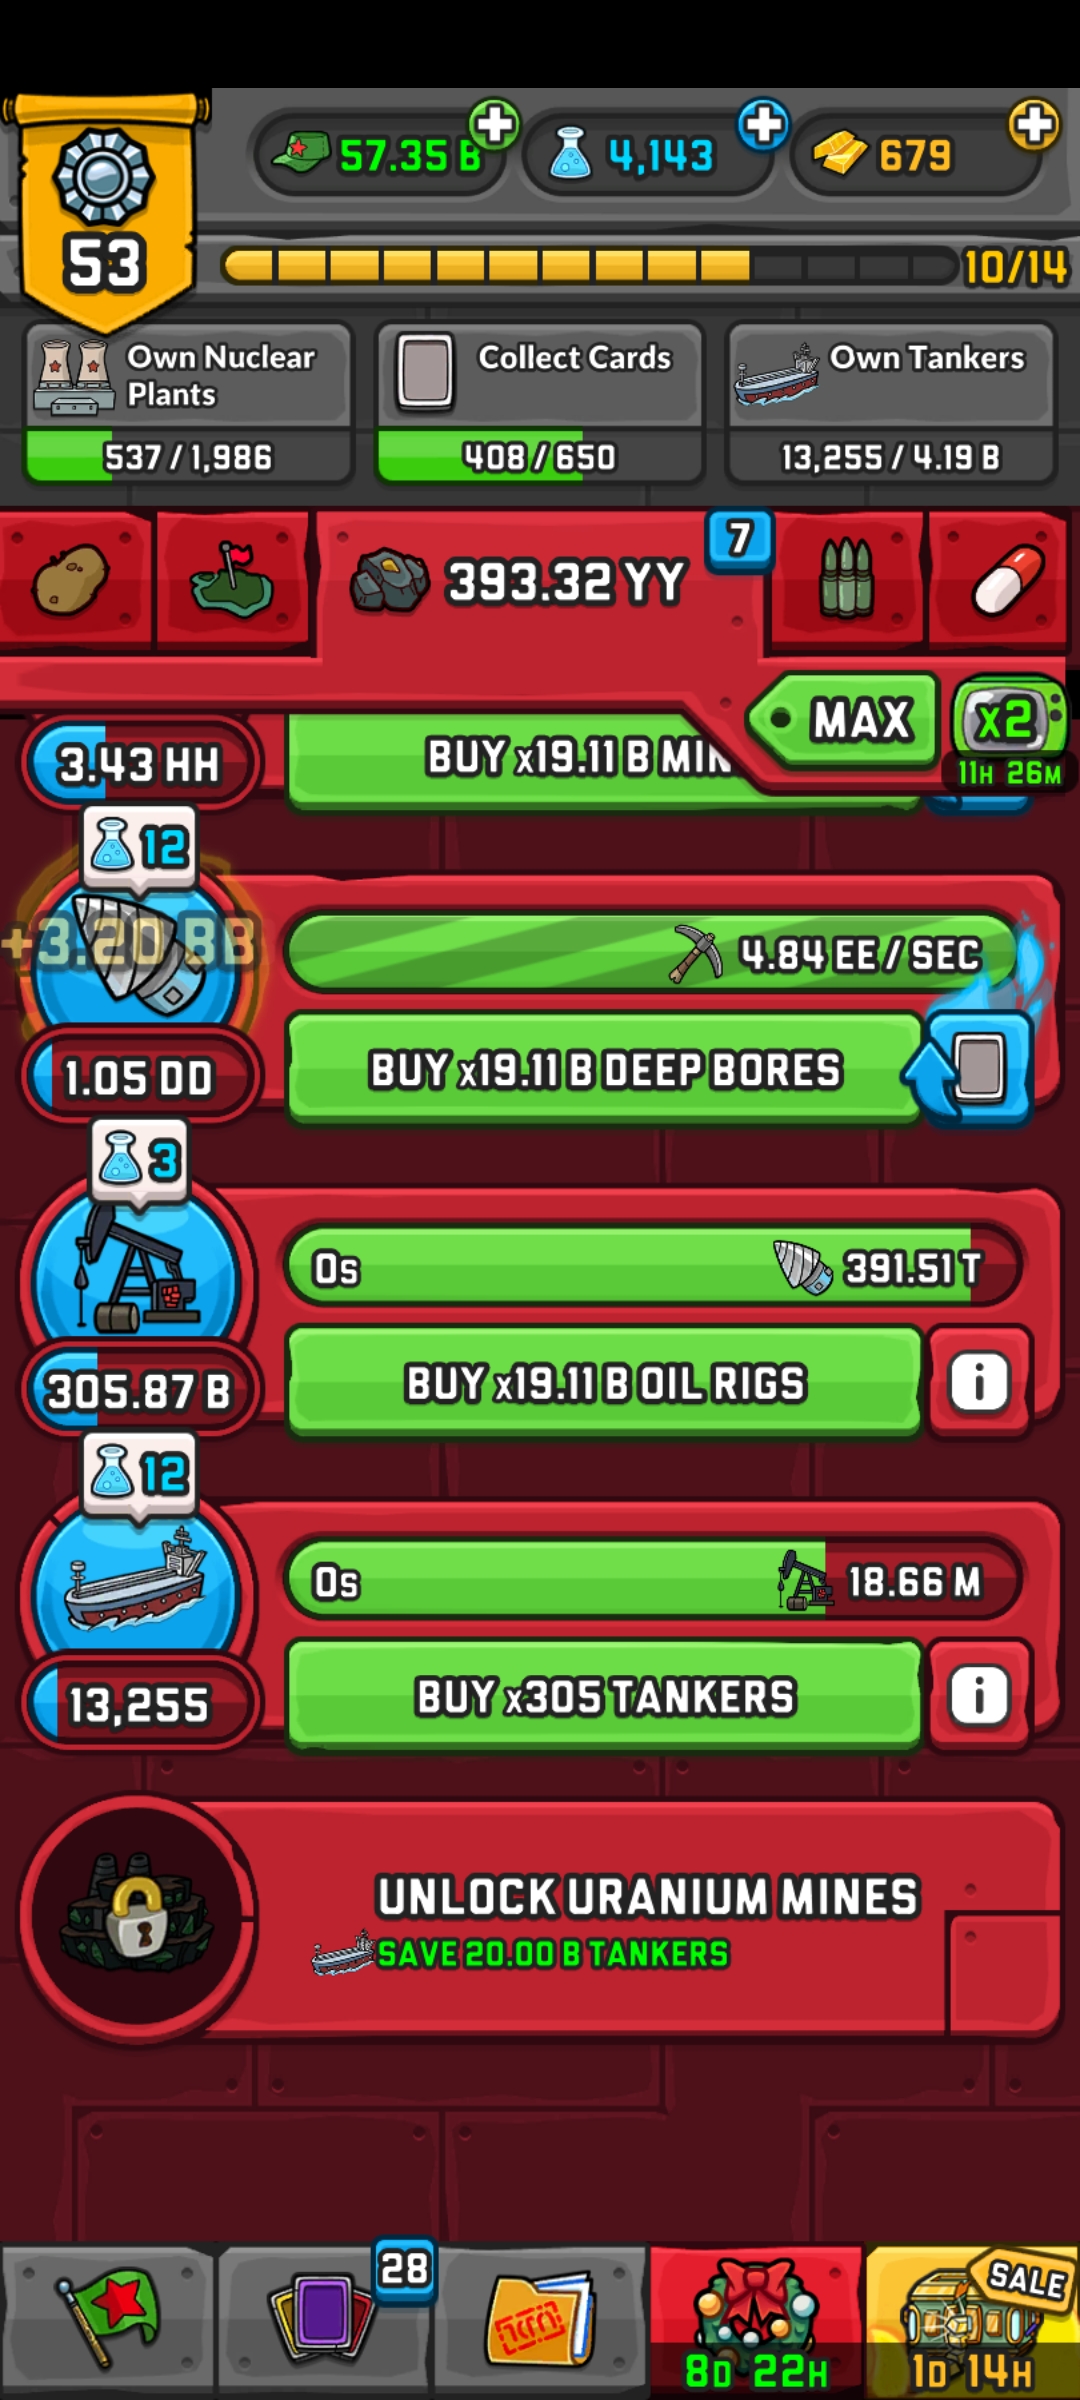 57.35 B
4,143
679
53
10/14
Own Nuclear
Plants
Collect Cards
Own Tankers
537 / 1,986
408 / 650
13,255 / 4.19 B
7
393.32 YY
MAX
x2
11H 26M
3.43 HH
BUY x19.11 B MIN
12
+3.20 BB
4.84 EE / SEC
1.05 DD
BUY x19.11 B DEEP BORES
3
0s
391.51 T
305.87 B
BUY x19.11 B OIL RIGS
i
12
0s
18.66 M
13,255
BUY x305 TANKERS
i
UNLOCK URANIUM MINES
SAVE 20.00 B TANKERS
28
SALE
8D 22H
1D 14H